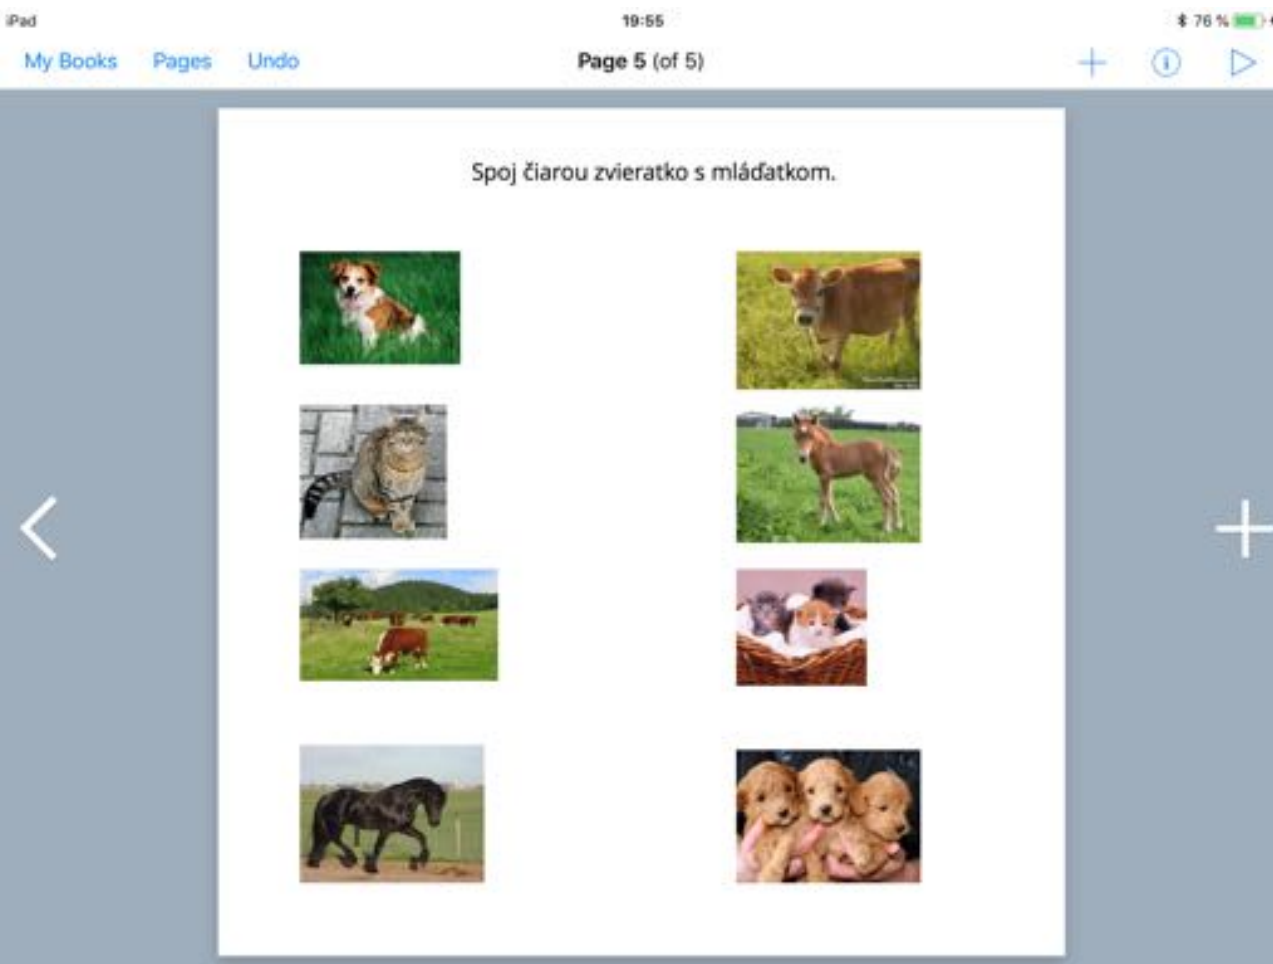 iPad 19:55 76 %
My Books Pages Undo Page 5 (of 5)
Spoj čiarou zvieratko s mláďatkom.